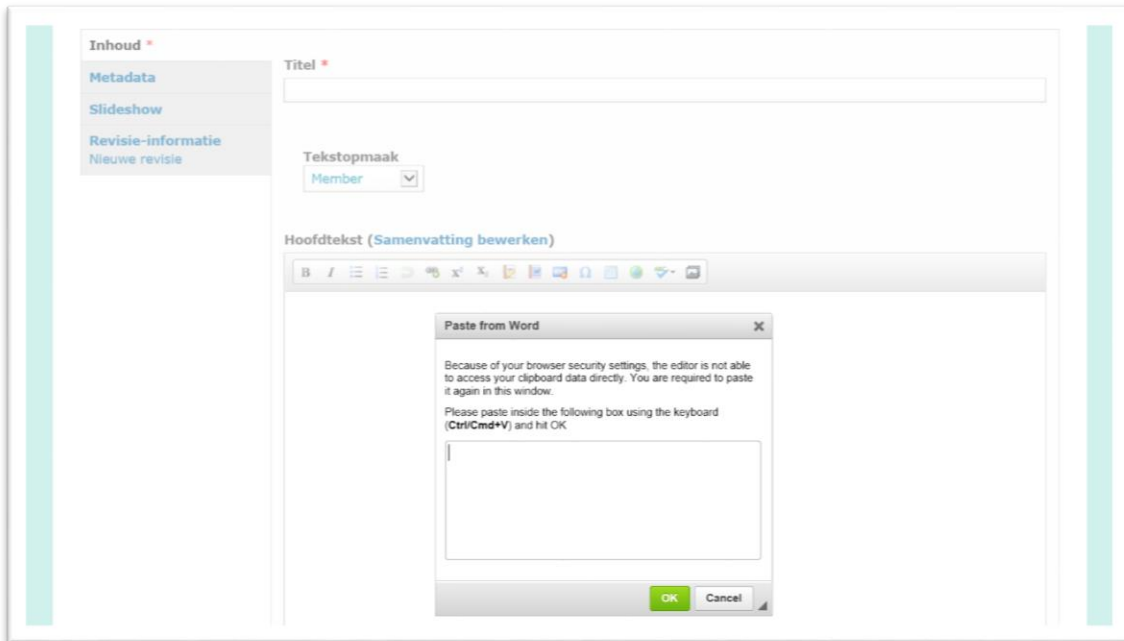 Inhoud *
Metadata
Slideshow
Revisie-informatie
Nieuwe revisie
Titel *
Tekstopmaak
Member
Hoofdtekst (Samenvatting bewerken)
B I x² Xₓ Ω
Paste from Word
Because of your browser security settings, the editor is not able
to access your clipboard data directly. You are required to paste
it again in this window.
Please paste inside the following box using the keyboard
(Ctrl/Cmd+V) and hit OK
OK Cancel